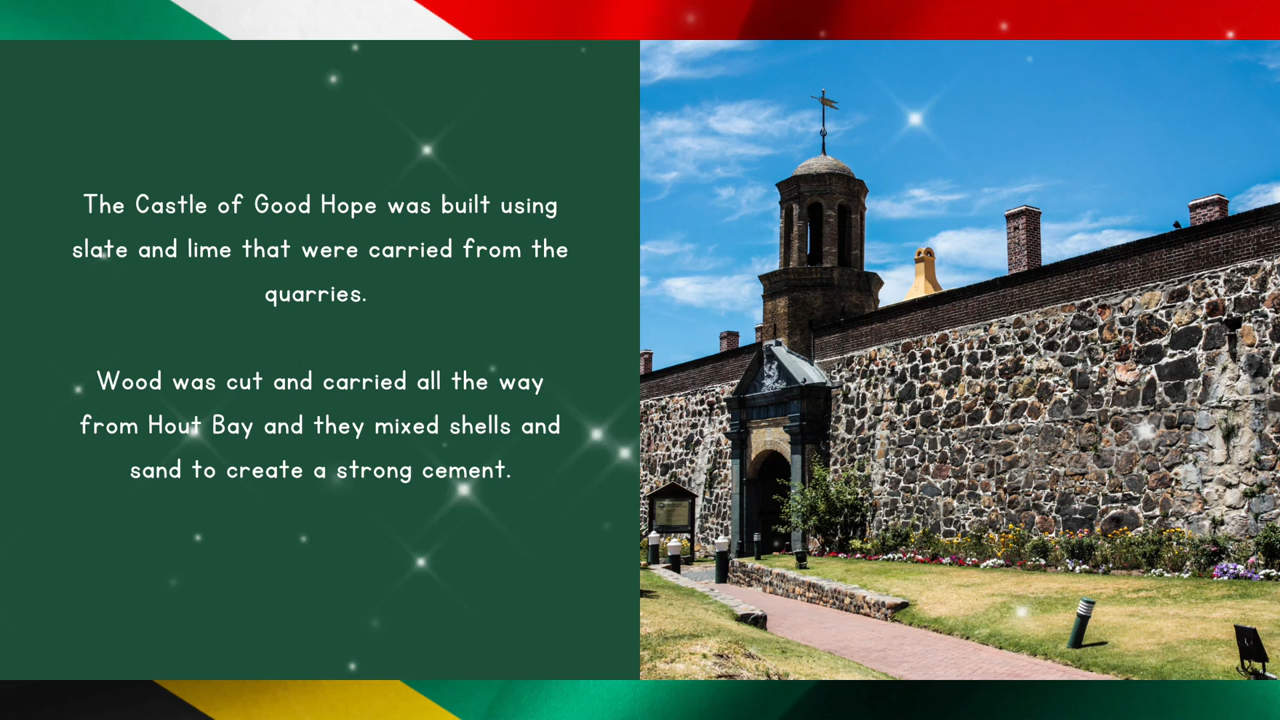 The Castle of Good Hope was built using
slate and lime that were carried from the
quarries.
Wood was cut and carried all the way
from Hout Bay and they mixed shells and
sand to create a strong cement.